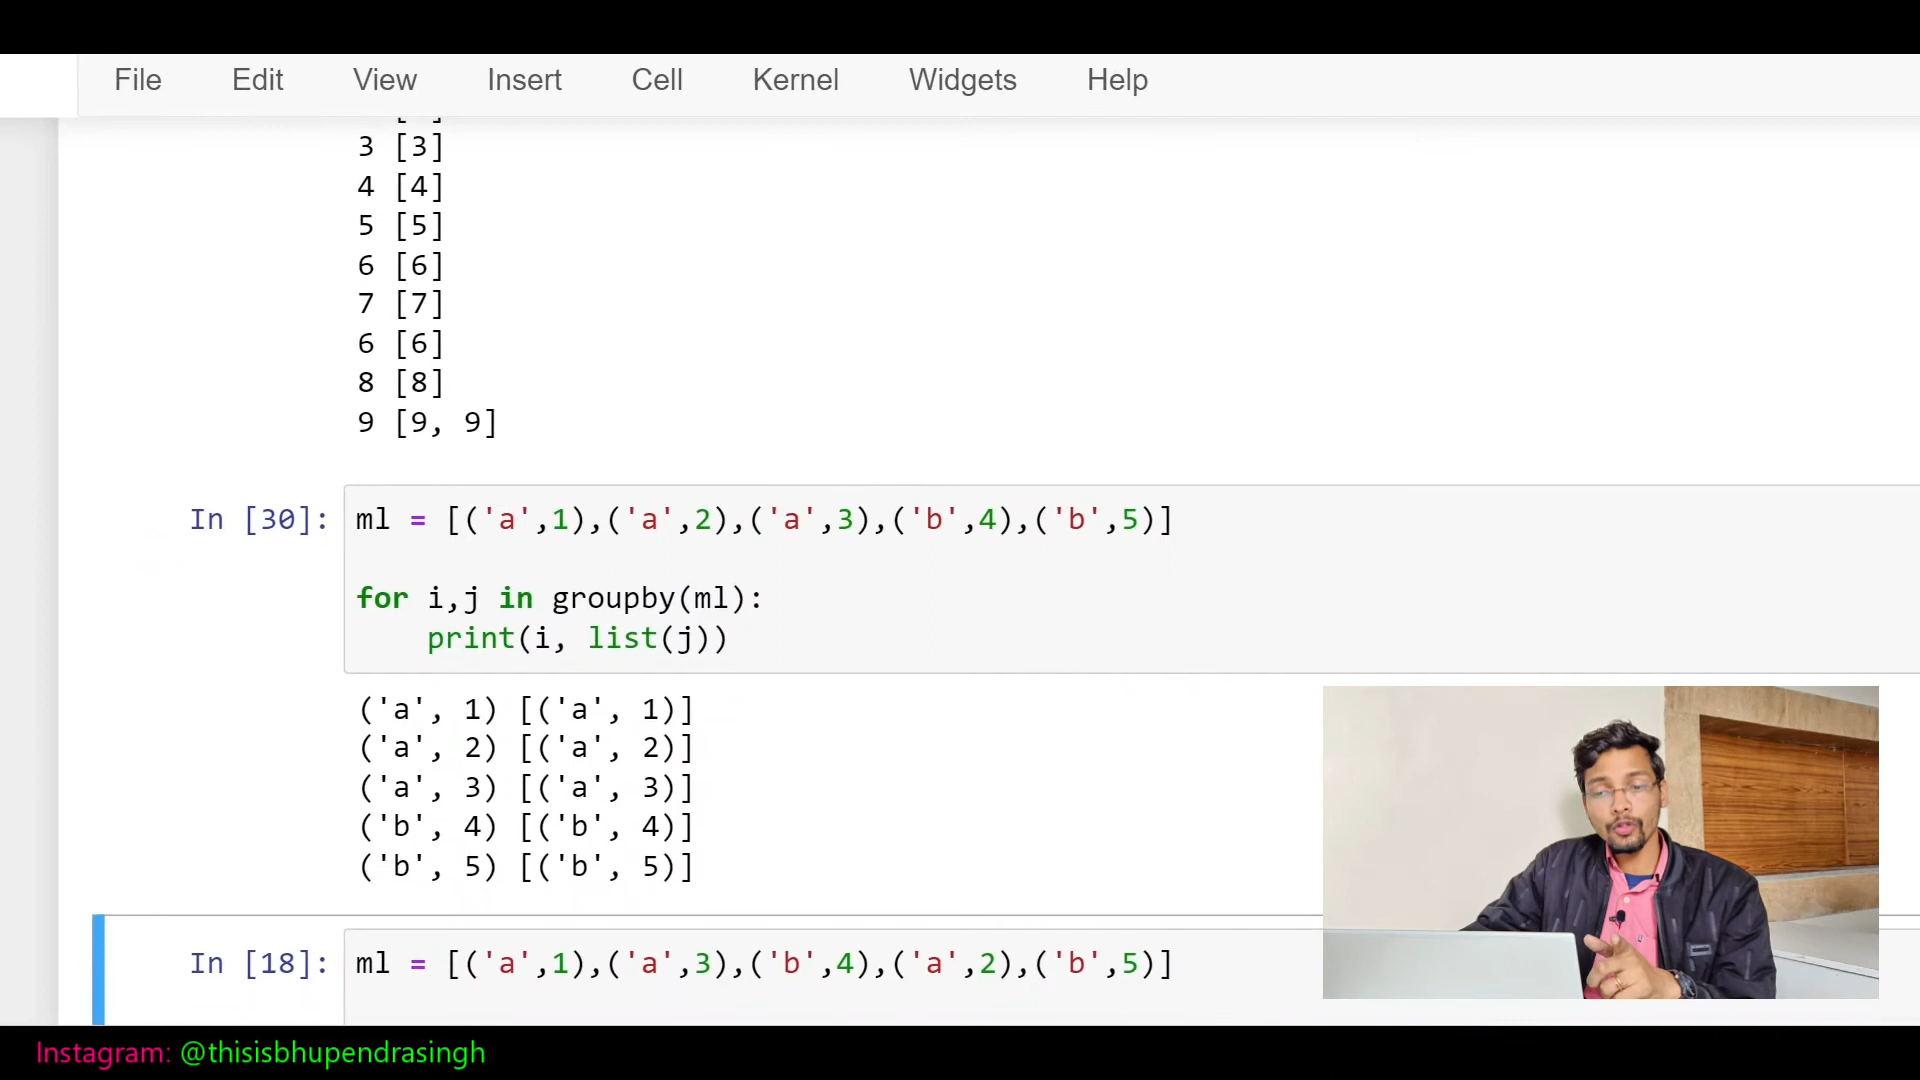 File Edit View Insert Cell Kernel Widgets Help
3 [3]
4 [4]
5 [5]
6 [6]
7 [7]
6 [6]
8 [8]
9 [9, 9]
In [30]: ml = [('a',1),('a',2),('a',3),('b',4),('b',5)]
for i,j in groupby(ml):
    print(i, list(j))
('a', 1) [('a', 1)]
('a', 2) [('a', 2)]
('a', 3) [('a', 3)]
('b', 4) [('b', 4)]
('b', 5) [('b', 5)]
In [18]: ml = [('a',1),('a',3),('b',4),('a',2),('b',5)]
Instagram: @thisisbhupendrasingh